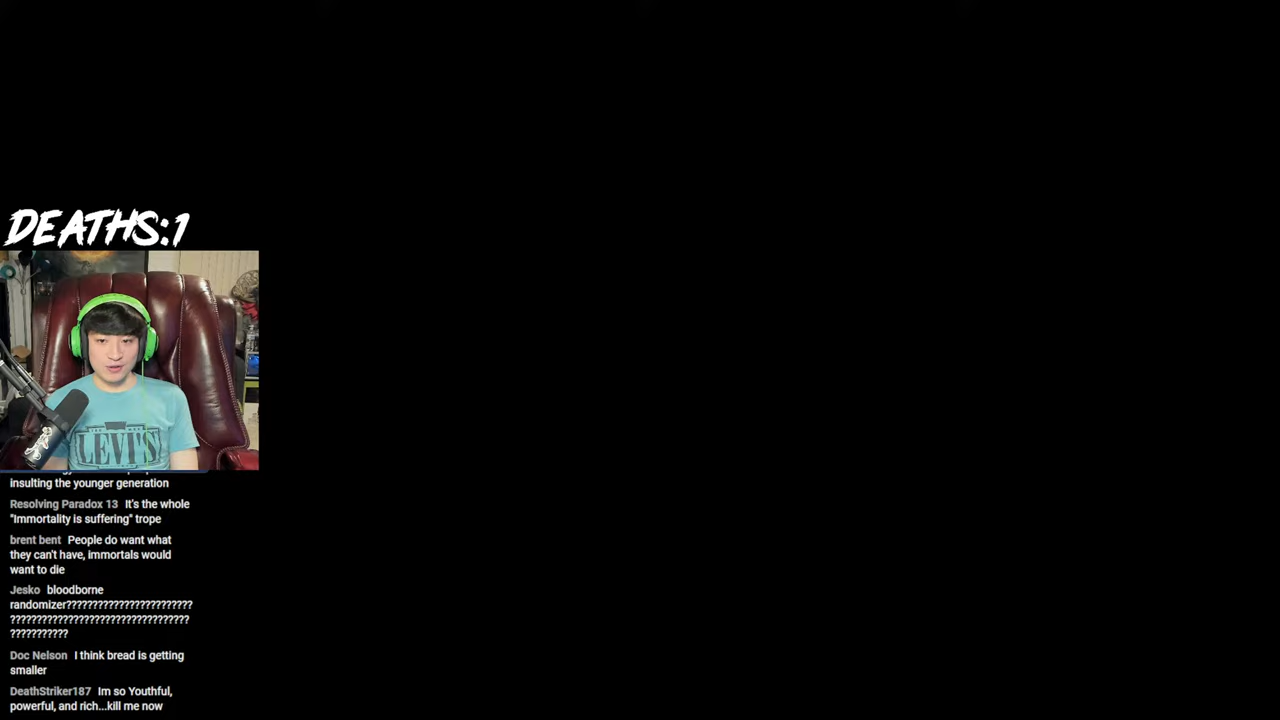 DEATHS:1
LEVI'S
insulting the younger generation
Resolving Paradox 13 It's the whole
"Immortality is suffering" trope
brent bent People do want what
they can't have, immortals would
want to die
Jesko bloodborne
randomizer????????????????????????
??????????????????????????????????
???????????
Doc Nelson I think bread is getting
smaller
DeathStriker187 Im so Youthful,
powerful, and rich...kill me now